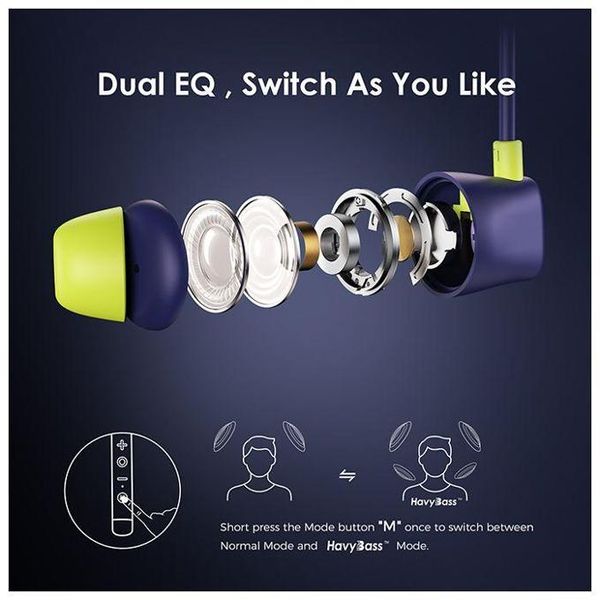 Dual EQ , Switch As You Like
HavyBass™
Short press the Mode button "M" once to switch between
Normal Mode and HavyBass™ Mode.